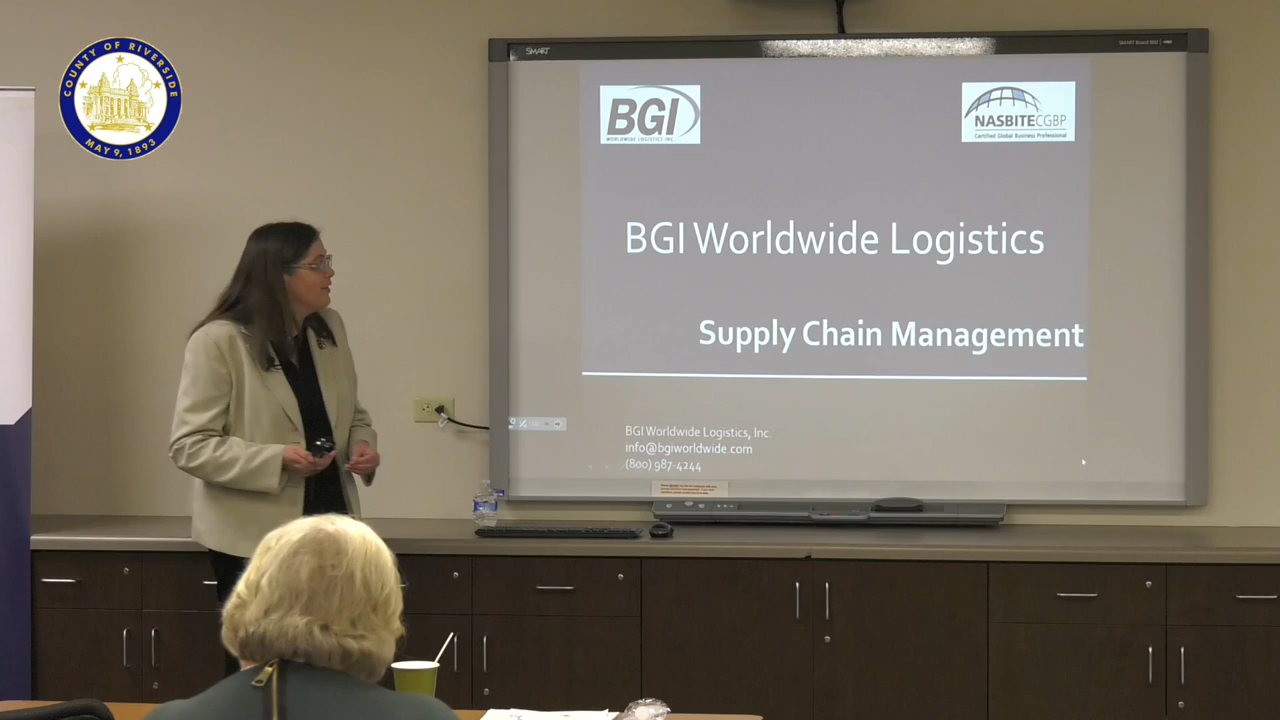 COUNTY OF RIVERSIDE
MAY 9, 1893
SMART
BGI
WORLDWIDE LOGISTICS INC.
NASBITE CGBP
Certified Global Business Professional
BGI Worldwide Logistics
Supply Chain Management
BGI Worldwide Logistics, Inc.
info@bgiworldwide.com
(800) 987-4244